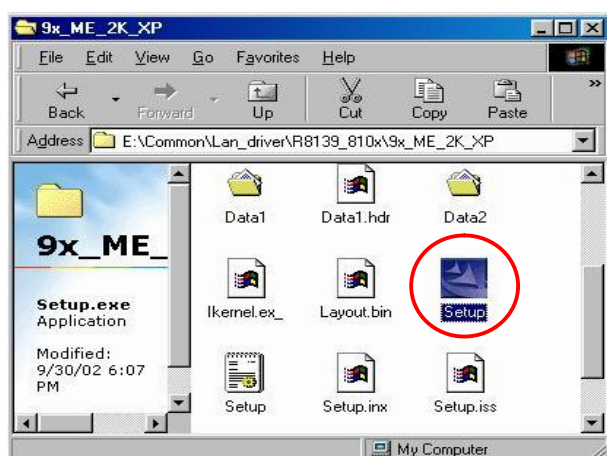 9x_ME_2K_XP
File Edit View Go Favorites Help
Back Forward Up Cut Copy Paste »
Address E:\Common\Lan_driver\R8139_810x\9x_ME_2K_XP
9x_ME_
Setup.exe
Application
Modified:
9/30/02 6:07
PM
Data1 Data1.hdr Data2
Ikernel.ex_ Layout.bin Setup
Setup Setup.inx Setup.iss
My Computer